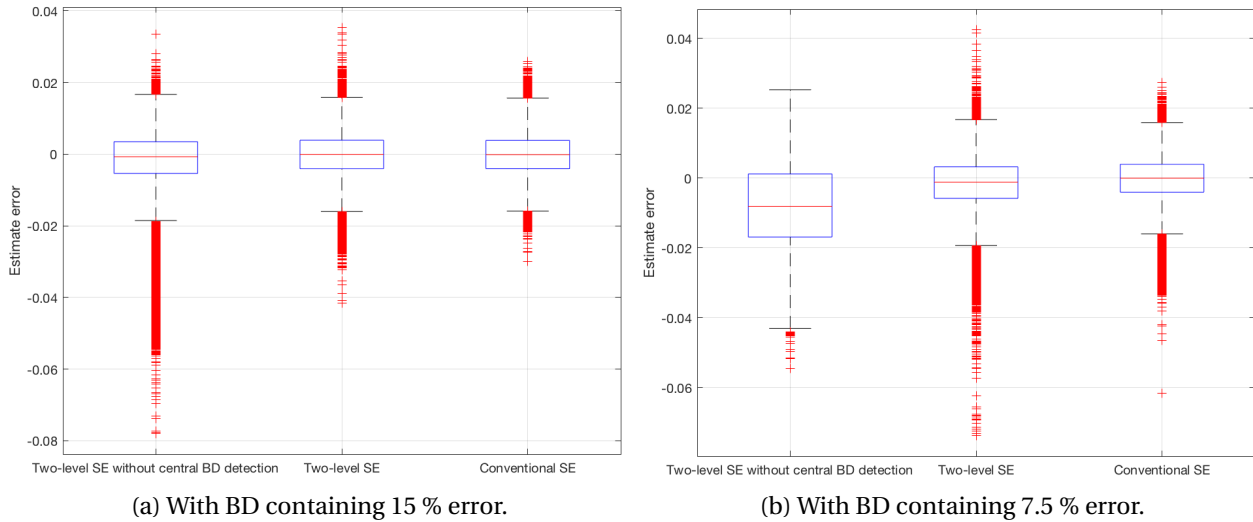 0.04
0.02
0
-0.02
-0.04
-0.06
-0.08
Estimate error
Two-level SE without central BD detection
Two-level SE
Conventional SE
(a) With BD containing 15 % error.
0.04
0.02
0
-0.02
-0.04
-0.06
Estimate error
Two-level SE without central BD detection
Two-level SE
Conventional SE
(b) With BD containing 7.5 % error.